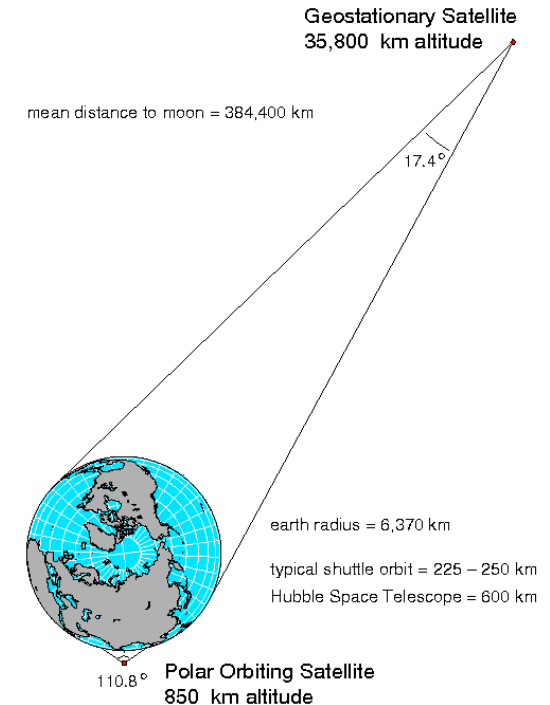 Geostationary Satellite
35,800 km altitude
mean distance to moon = 384,400 km
17.4°
earth radius = 6,370 km
typical shuttle orbit = 225 – 250 km
Hubble Space Telescope = 600 km
110.8°
Polar Orbiting Satellite
850 km altitude